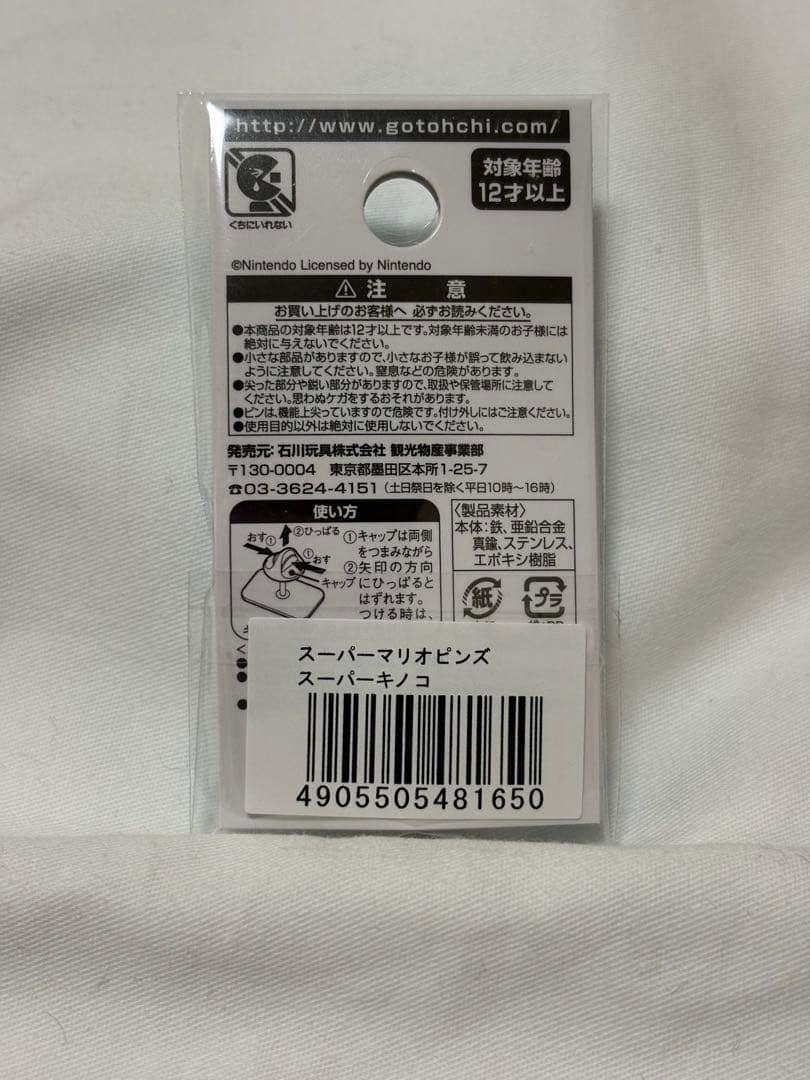 http://www.gotohchi.com/
対象年齢
12才以上
くちにいれない
©Nintendo Licensed by Nintendo
⚠注 意
お買い上げのお客様へ 必ずお読みください。
●本商品の対象年齢は12才以上です。対象年齢未満のお子様には
絶対に与えないでください。
●小さな部品がありますので、小さなお子様が誤って飲み込まない
ように注意してください。窒息などの危険があります。
●尖った部分や鋭い部分がありますので、取扱や保管場所に注意して
ください。思わぬケガをするおそれがあります。
●ピンは、機能上尖っていますので危険です。付け外しにはご注意ください。
●使用目的以外は絶対に使用しないでください。
発売元：石川玩具株式会社 観光物産事業部
〒130-0004 東京都墨田区本所1-25-7
☎03-3624-4151（土日祭日を除く平日10時〜16時）
使い方
おす①
②ひっぱる
①おす
キャップ
①キャップは両側
をつまみながら
②矢印の方向
にひっぱると
はずれます。
つける時は、
〈製品素材〉
本体：鉄、亜鉛合金
真鍮、ステンレス、
エポキシ樹脂
紙
プラ
スーパーマリオピンズ
スーパーキノコ
4905505481650